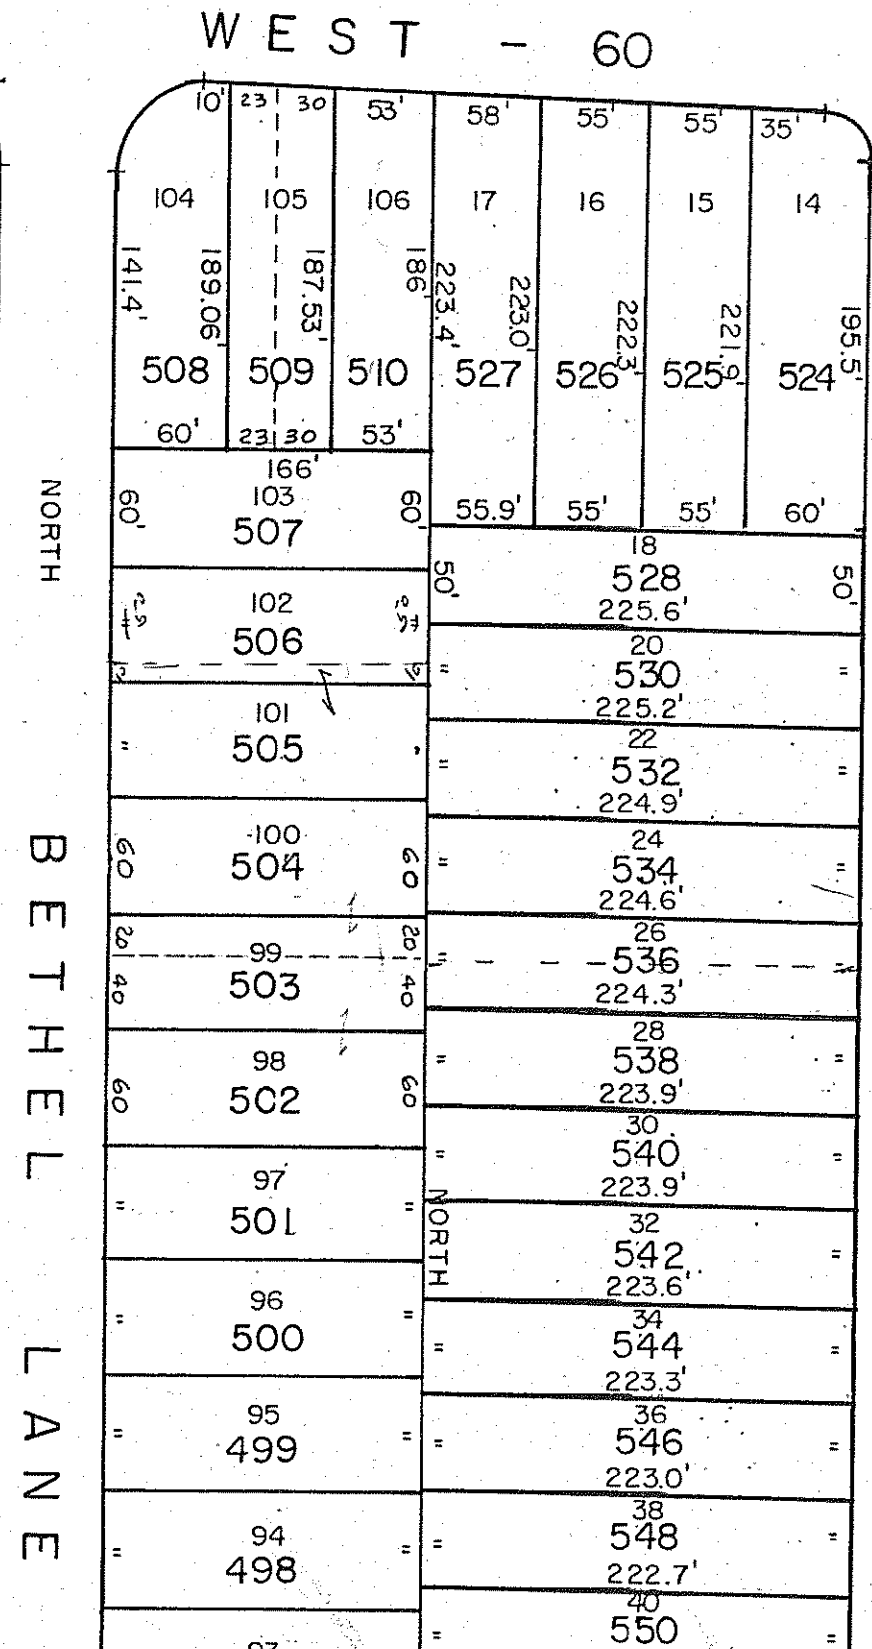 WEST - 60
10' 23 30 53' 58' 55' 55' 35'
104 105 106 17 16 15 14
141.4' 189.06' 187.53' 186' 223.4' 223.0' 222.3' 221.9' 195.5'
508 509 510 527 526 525 524
60' 23 30 53'
55.9' 55' 55' 60'
166'
103
60' 507 60'
18
50' 528 50'
225.6'
102
506
20
" 530 "
225.2'
101
505
"
22
" 532 "
224.9'
100
60 504 60
24
" 534 "
224.6'
20 99 20
40 503 40
26
" 536
224.3'
98
60 502 60
28
" 538 "
223.9'
30
" 540 "
223.9'
97
" 501 "
32
542 "
223.6'
96
" 500 "
34
" 544 "
223.3'
95
" 499 "
36
" 546 "
223.0'
94
" 498 "
38
" 548 "
222.7'
40
" 550 "
NORTH
NORTH
BETHEL LANE